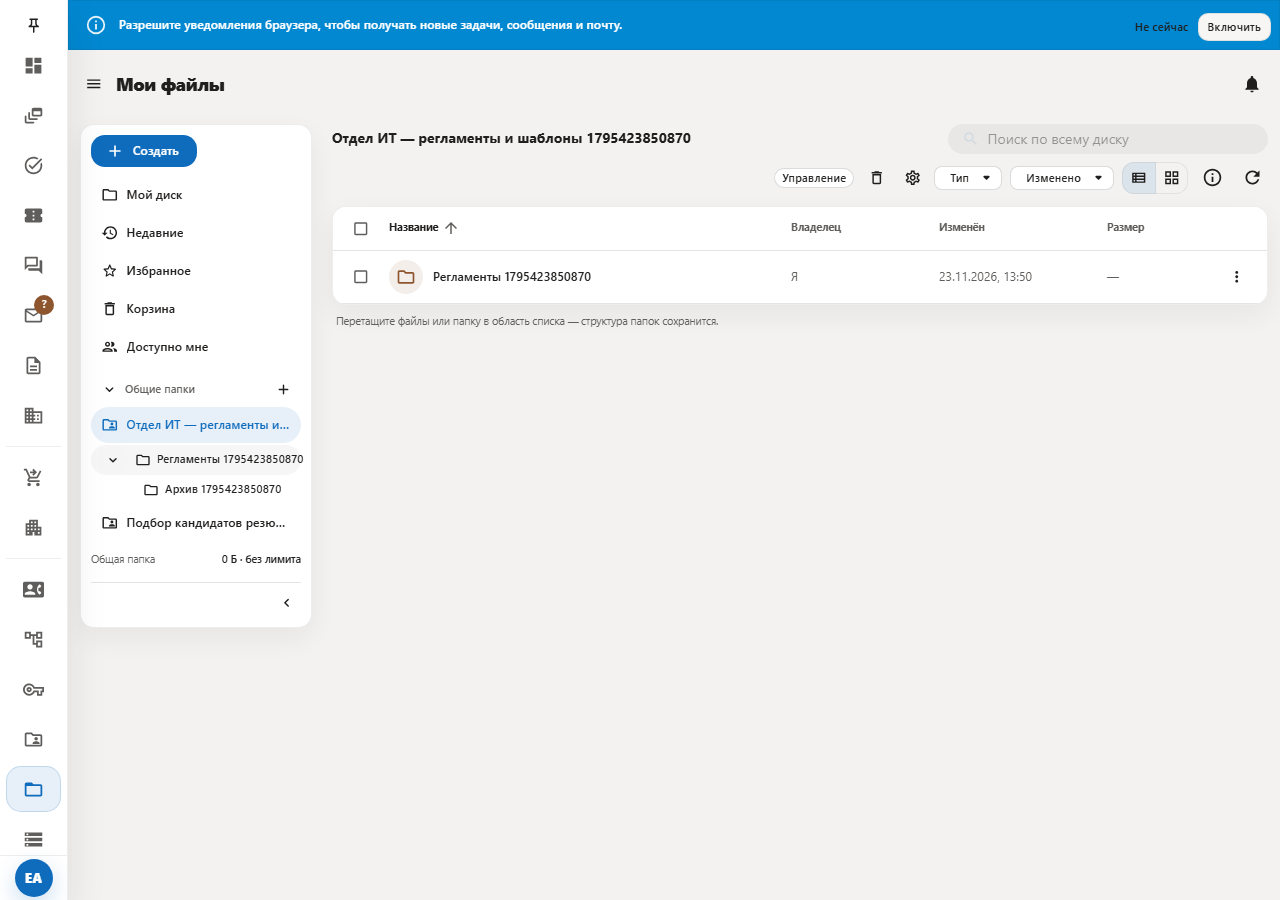 Разрешите уведомления браузера, чтобы получать новые задачи, сообщения и почту.
Не сейчас
Включить
Мои файлы
?
EA
Создать
Мой диск
Недавние
Избранное
Корзина
Доступно мне
Общие папки
Отдел ИТ — регламенты и...
Регламенты 1795423850870
Архив 1795423850870
Подбор кандидатов резю...
Общая папка 0 Б · без лимита
Отдел ИТ — регламенты и шаблоны 1795423850870
Поиск по всему диску
Управление
Тип
Изменено
Название Владелец Изменён Размер
Регламенты 1795423850870 Я 23.11.2026, 13:50 —
Перетащите файлы или папку в область списка — структура папок сохранится.